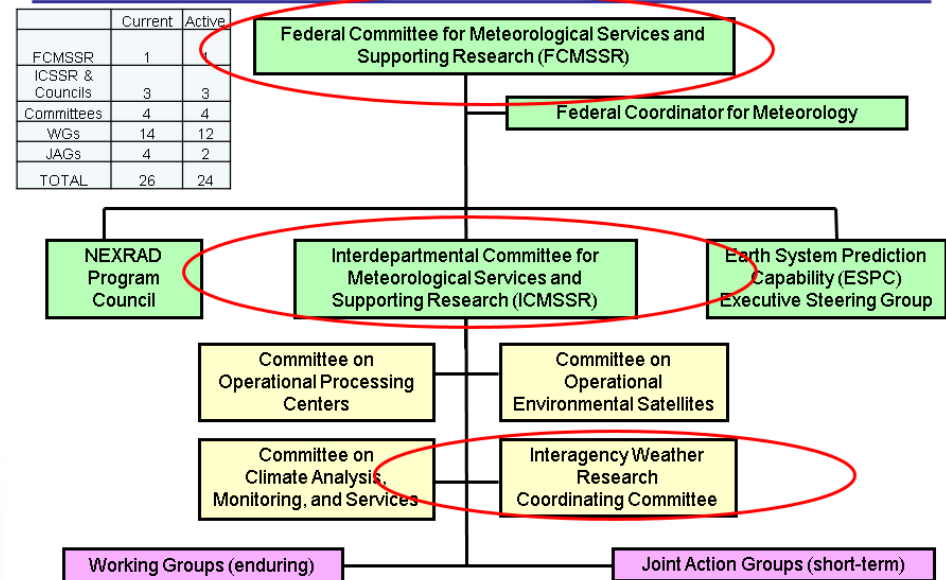 Current Active
FCMSSR 1 1
ICSSR &
Councils 3 3
Committees 4 4
WGs 14 12
JAGs 4 2
TOTAL 26 24
Federal Committee for Meteorological Services and
Supporting Research (FCMSSR)
Federal Coordinator for Meteorology
NEXRAD
Program
Council
Interdepartmental Committee for
Meteorological Services and
Supporting Research (ICMSSR)
Earth System Prediction
Capability (ESPC)
Executive Steering Group
Committee on
Operational Processing
Centers
Committee on
Operational
Environmental Satellites
Committee on
Climate Analysis,
Monitoring, and Services
Interagency Weather
Research
Coordinating Committee
Working Groups (enduring)
Joint Action Groups (short-term)